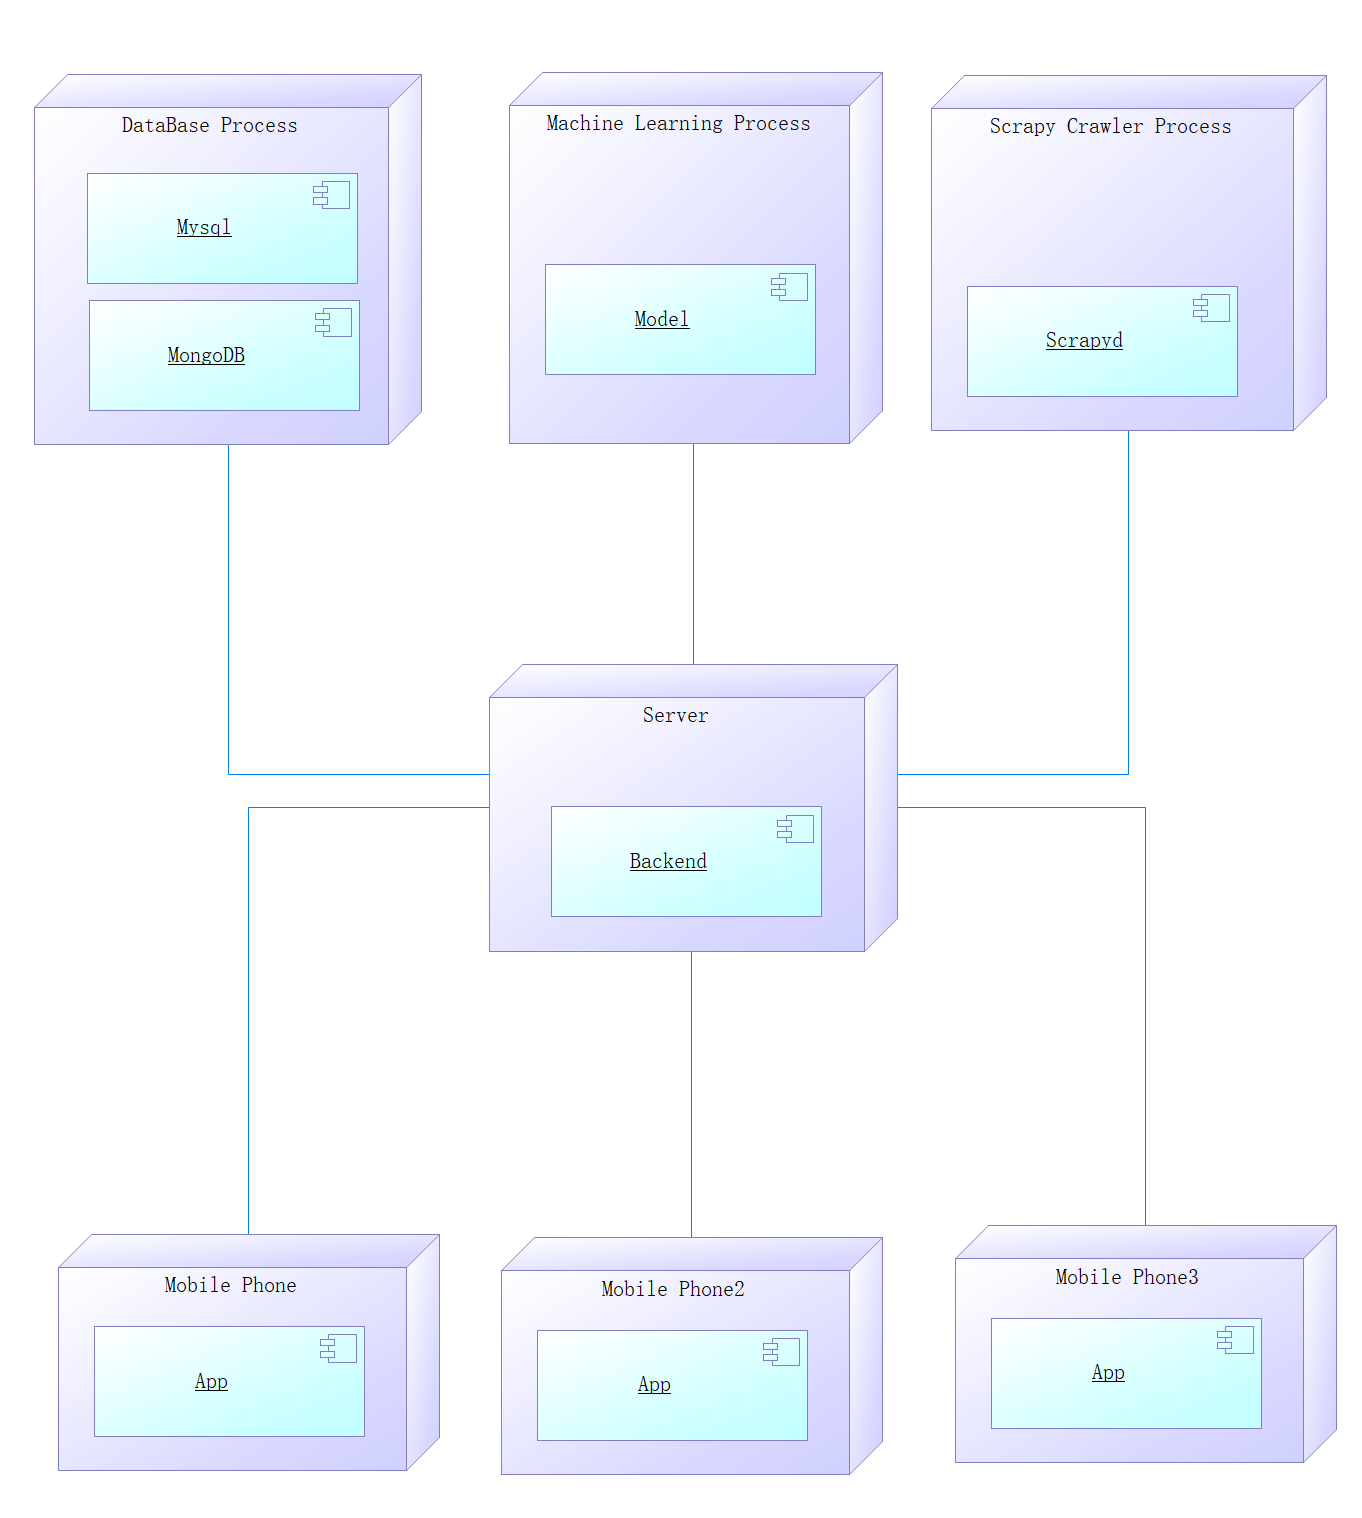 DataBase Process
Mysql
MongoDB
Machine Learning Process
Model
Scrapy Crawler Process
Scrapyd
Server
Backend
Mobile Phone
App
Mobile Phone2
App
Mobile Phone3
App